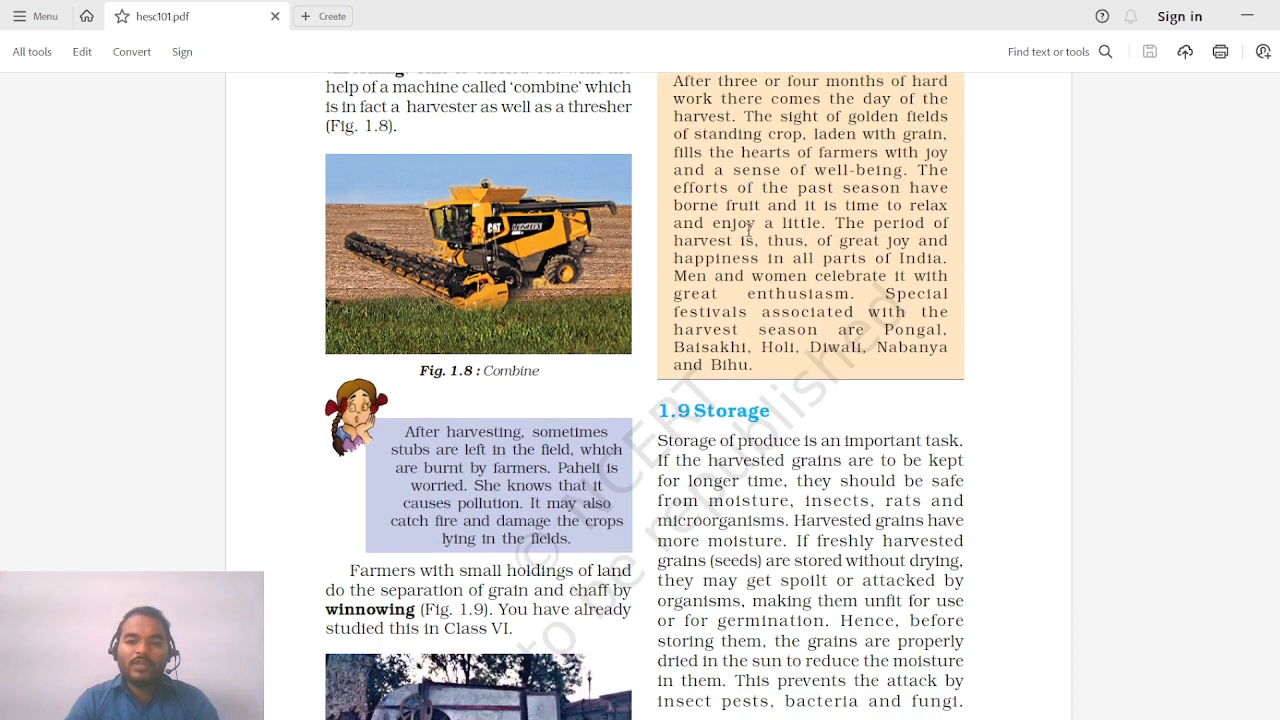 Menu
hesc101.pdf
Create
Sign in
All tools
Edit
Convert
Sign
Find text or tools
help of a machine called ‘combine’ which
is in fact a harvester as well as a thresher
(Fig. 1.8).
CAT
Fig. 1.8 : Combine
After harvesting, sometimes
stubs are left in the field, which
are burnt by farmers. Paheli is
worried. She knows that it
causes pollution. It may also
catch fire and damage the crops
lying in the fields.
Farmers with small holdings of land
do the separation of grain and chaff by
winnowing (Fig. 1.9). You have already
studied this in Class VI.
After three or four months of hard
work there comes the day of the
harvest. The sight of golden fields
of standing crop, laden with grain,
fills the hearts of farmers with joy
and a sense of well-being. The
efforts of the past season have
borne fruit and it is time to relax
and enjoy a little. The period of
harvest is, thus, of great joy and
happiness in all parts of India.
Men and women celebrate it with
great enthusiasm. Special
festivals associated with the
harvest season are Pongal,
Baisakhi, Holi, Diwali, Nabanya
and Bihu.
1.9 Storage
Storage of produce is an important task.
If the harvested grains are to be kept
for longer time, they should be safe
from moisture, insects, rats and
microorganisms. Harvested grains have
more moisture. If freshly harvested
grains (seeds) are stored without drying,
they may get spoilt or attacked by
organisms, making them unfit for use
or for germination. Hence, before
storing them, the grains are properly
dried in the sun to reduce the moisture
in them. This prevents the attack by
insect pests, bacteria and fungi.
© NCERT
to be republished